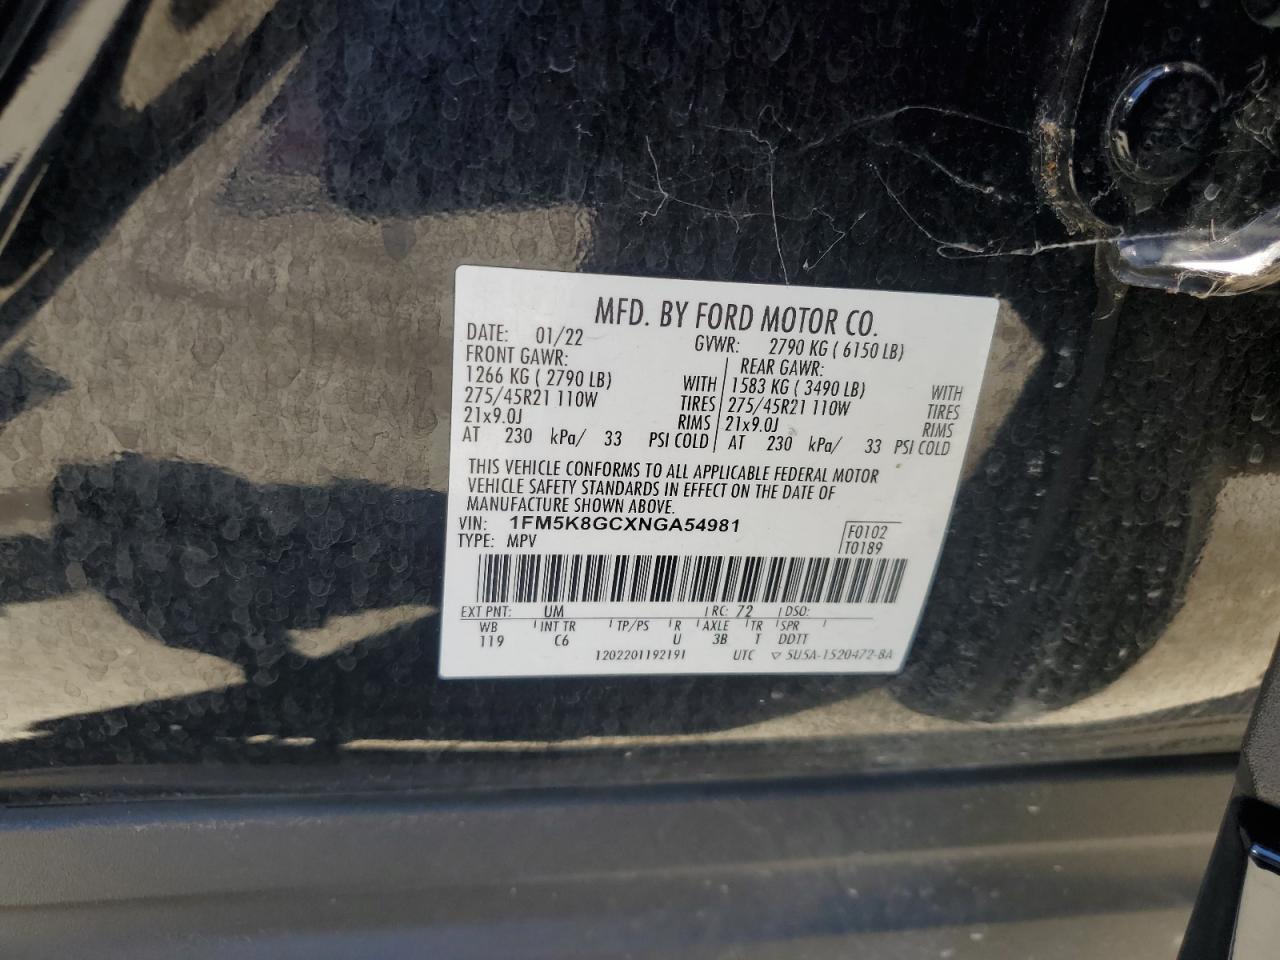 MFD. BY FORD MOTOR CO.
DATE: 01/22 GVWR: 2790 KG ( 6150 LB)
FRONT GAWR: REAR GAWR:
1266 KG ( 2790 LB) WITH 1583 KG ( 3490 LB) WITH
275/45R21 110W TIRES 275/45R21 110W TIRES
21x9.0J RIMS 21x9.0J RIMS
AT 230 kPa/ 33 PSI COLD AT 230 kPa/ 33 PSI COLD
THIS VEHICLE CONFORMS TO ALL APPLICABLE FEDERAL MOTOR
VEHICLE SAFETY STANDARDS IN EFFECT ON THE DATE OF
MANUFACTURE SHOWN ABOVE.
VIN: 1FM5K8GCXNGA54981 F0102
TYPE: MPV T0189
EXT PNT: UM RC: 72 DSO:
WB INT TR TP/PS R AXLE TR SPR
119 C6 U 3B T DDTT
1202201192191 UTC ▽ 5U5A-1520472-BA